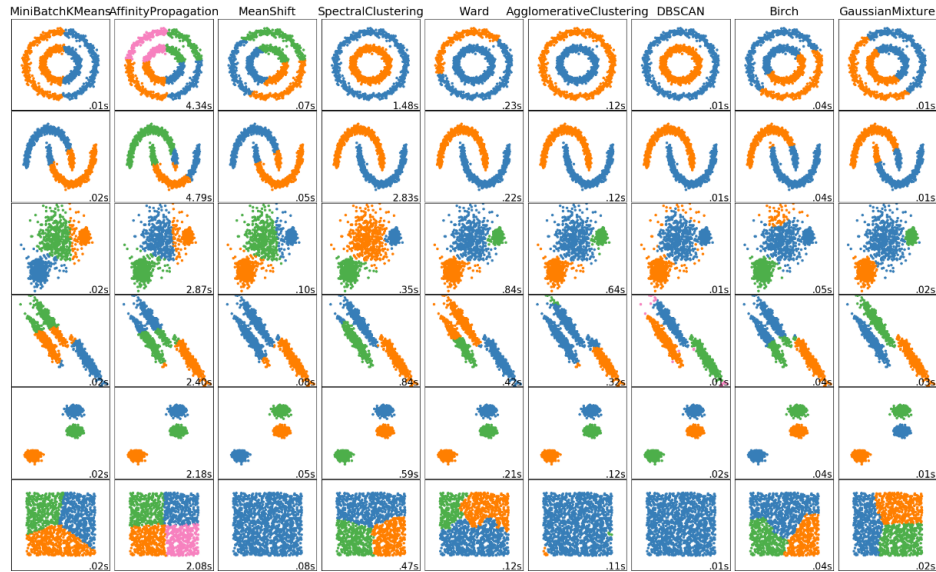 MiniBatchKMeans AffinityPropagation MeanShift SpectralClustering Ward AgglomerativeClustering DBSCAN Birch GaussianMixture
.01s 4.34s .07s 1.48s .23s .12s .01s .04s .01s
.02s 4.79s .05s 2.83s .22s .12s .01s .04s .01s
.02s 2.87s .10s .35s .84s .64s .01s .05s .02s
.02s 2.40s .08s .84s .42s .32s .01s .04s .03s
.02s 2.18s .05s .59s .21s .12s .02s .04s .01s
.02s 2.08s .08s .47s .12s .11s .01s .04s .02s